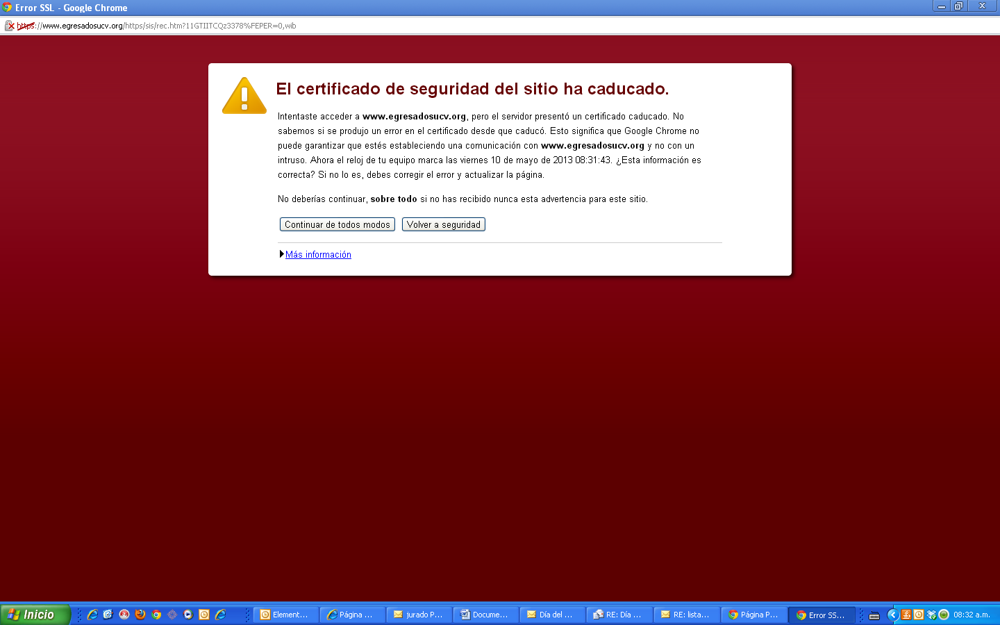 Error SSL - Google Chrome
https://www.egresadosucv.org/https/sis/rec.htm?11GTIITCQz3378%FEPER=0,wib
El certificado de seguridad del sitio ha caducado.
Intentaste acceder a www.egresadosucv.org, pero el servidor presentó un certificado caducado. No
sabemos si se produjo un error en el certificado desde que caducó. Esto significa que Google Chrome no
puede garantizar que estés estableciendo una comunicación con www.egresadosucv.org y no con un
intruso. Ahora el reloj de tu equipo marca las viernes 10 de mayo de 2013 08:31:43. ¿Esta información es
correcta? Si no lo es, debes corregir el error y actualizar la página.
No deberías continuar, sobre todo si no has recibido nunca esta advertencia para este sitio.
Continuar de todos modos Volver a seguridad
Más información
Inicio Element... Página ... jurado P... Docume... Día del ... RE: Día ... RE: lista... Página P... Error SS... 08:32 a.m.